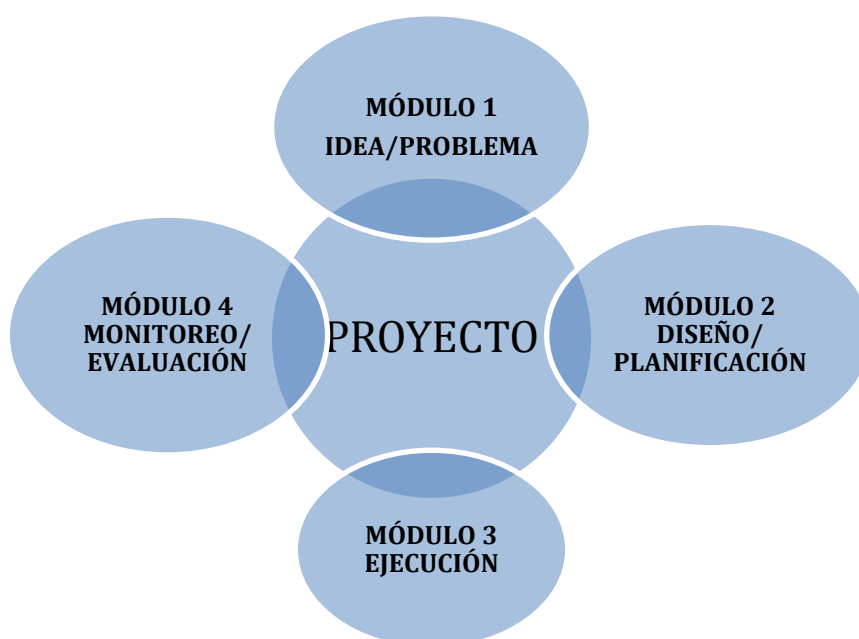 MÓDULO 1
IDEA/PROBLEMA
MÓDULO 4
MONITOREO/
EVALUACIÓN
PROYECTO
MÓDULO 2
DISEÑO/
PLANIFICACIÓN
MÓDULO 3
EJECUCIÓN